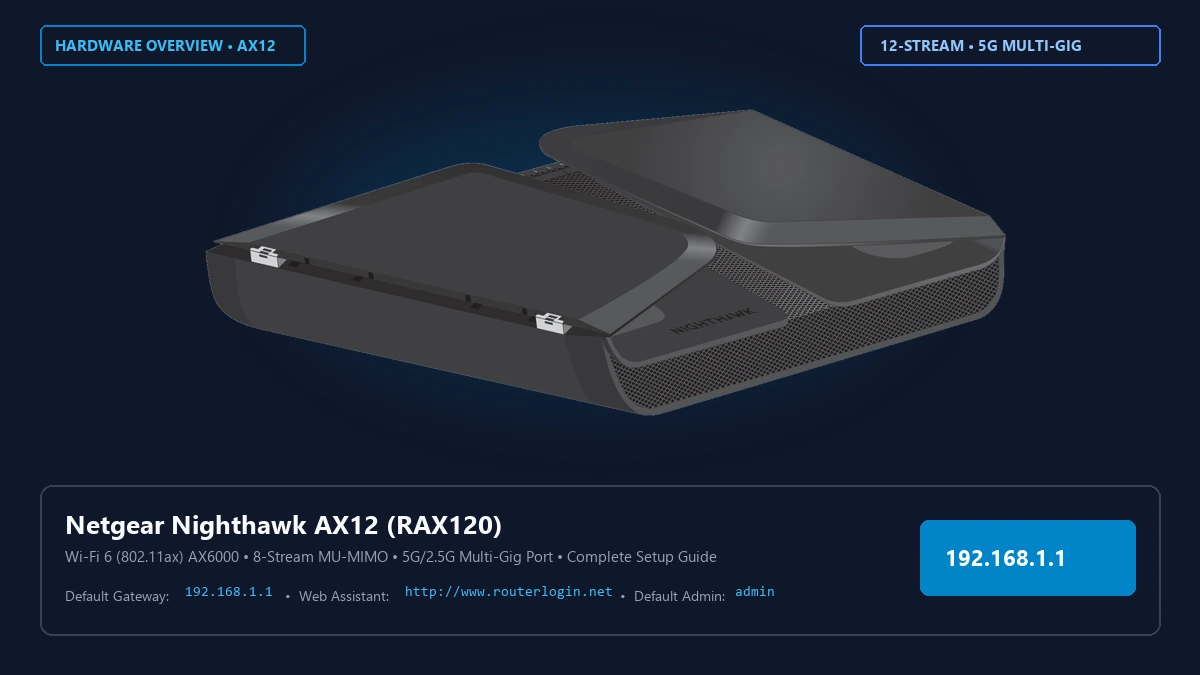 HARDWARE OVERVIEW • AX12
12-STREAM • 5G MULTI-GIG
NIGHTHAWK
Netgear Nighthawk AX12 (RAX120)
Wi-Fi 6 (802.11ax) AX6000 • 8-Stream MU-MIMO • 5G/2.5G Multi-Gig Port • Complete Setup Guide
Default Gateway: 192.168.1.1 • Web Assistant: http://www.routerlogin.net • Default Admin: admin
192.168.1.1